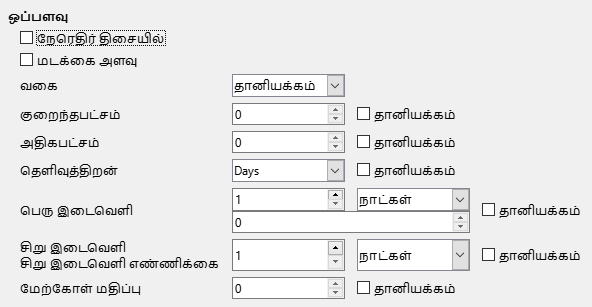 ஒப்பளவு
நேரெதிர் திசையில்
மடக்கை அளவு
வகை தானியக்கம்
குறைந்தபட்சம் 0 தானியக்கம்
அதிகபட்சம் 0 தானியக்கம்
தெளிவுத்திறன் Days தானியக்கம்
பெரு இடைவெளி 1 நாட்கள் தானியக்கம்
0
சிறு இடைவெளி
சிறு இடைவெளி எண்ணிக்கை 1 நாட்கள் தானியக்கம்
மேற்கோள் மதிப்பு 0 தானியக்கம்